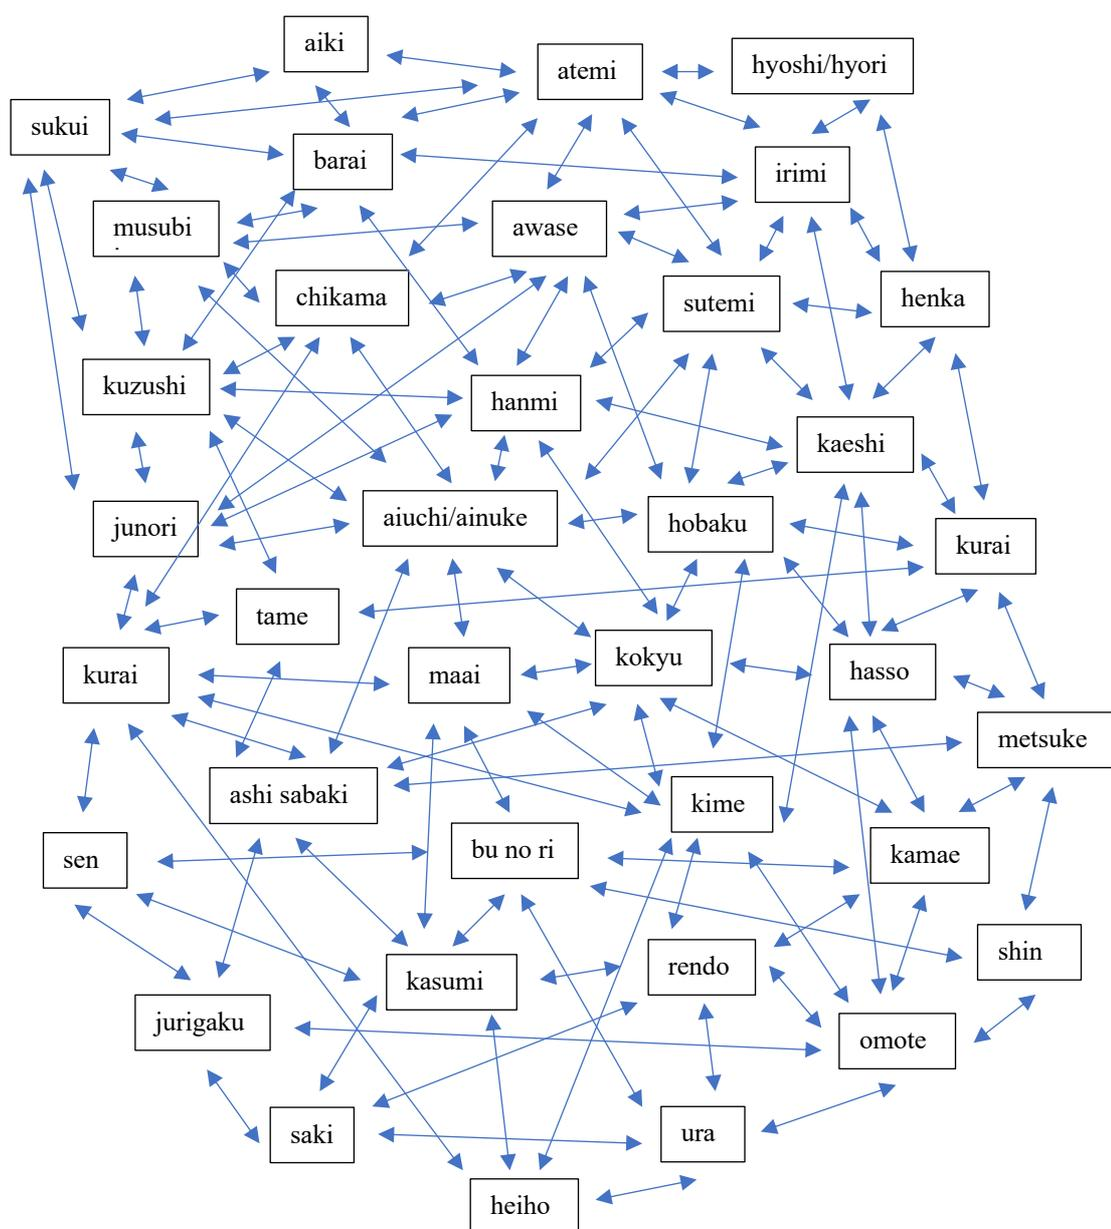 aiki
atemi
hyoshi/hyori
sukui
barai
irimi
musubi
awase
chikama
sutemi
henka
kuzushi
hanmi
kaeshi
junori
aiuchi/ainuke
hobaku
kurai
tame
kurai
maai
kokyu
hasso
metsuke
ashi sabaki
kime
sen
bu no ri
kamae
shin
kasumi
rendo
jurigaku
omote
saki
ura
heiho